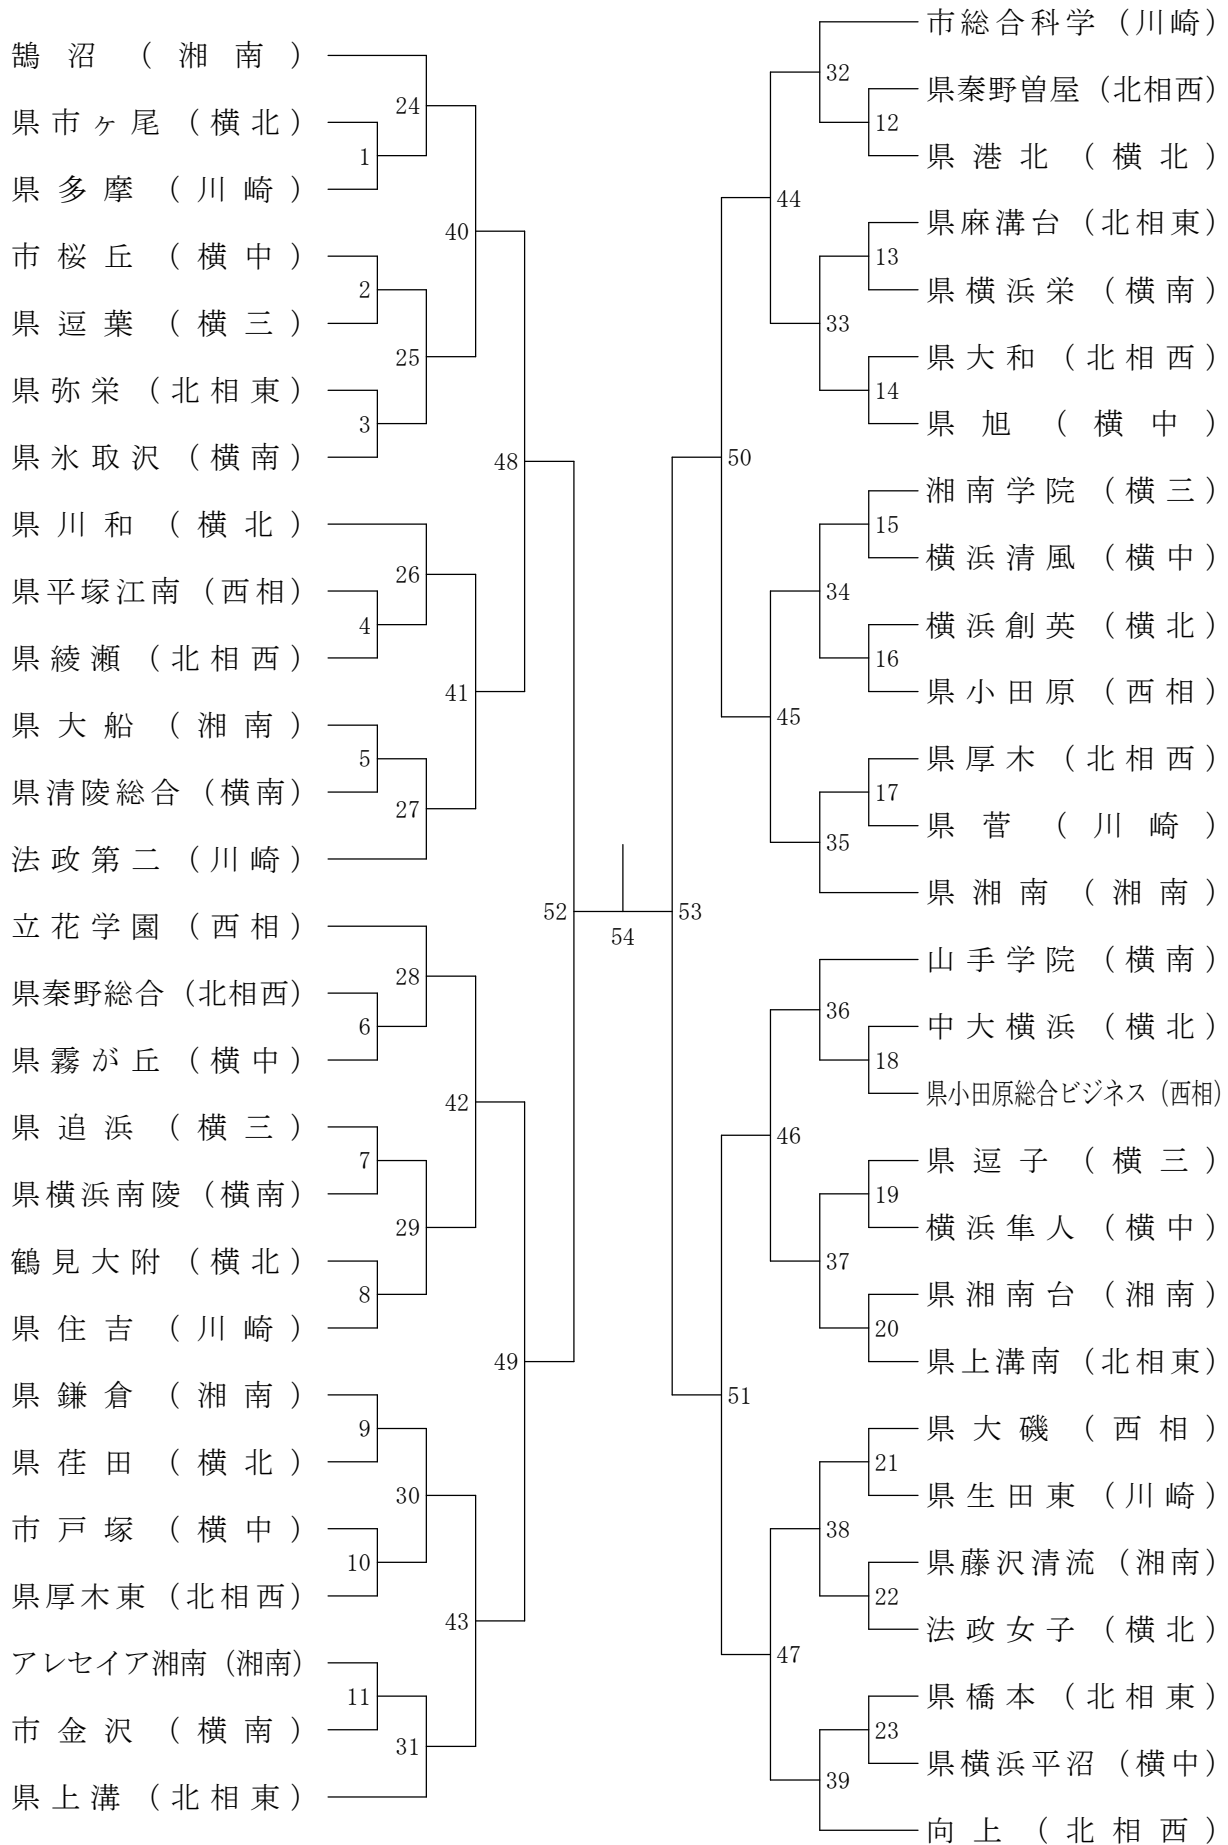 鵠沼（湘南）
県市ヶ尾（横北）
県多摩（川崎）
市桜丘（横中）
県逗葉（横三）
県弥栄（北相東）
県氷取沢（横南）
県川和（横北）
県平塚江南（西相）
県綾瀬（北相西）
県大船（湘南）
県清陵総合（横南）
法政第二（川崎）
立花学園（西相）
県秦野総合（北相西）
県霧が丘（横中）
県追浜（横三）
県横浜南陵（横南）
鶴見大附（横北）
県住吉（川崎）
県鎌倉（湘南）
県荏田（横北）
市戸塚（横中）
県厚木東（北相西）
アレセイア湘南（湘南）
市金沢（横南）
県上溝（北相東）
1
2
3
4
5
6
7
8
9
10
11
24
25
26
27
28
29
30
31
40
41
42
43
48
49
52
54
53
50
51
44
45
46
47
32
33
34
35
36
37
38
39
12
13
14
15
16
17
18
19
20
21
22
23
市総合科学（川崎）
県秦野曽屋（北相西）
県港北（横北）
県麻溝台（北相東）
県横浜栄（横南）
県大和（北相西）
県旭（横中）
湘南学院（横三）
横浜清風（横中）
横浜創英（横北）
県小田原（西相）
県厚木（北相西）
県菅（川崎）
県湘南（湘南）
山手学院（横南）
中大横浜（横北）
県小田原総合ビジネス（西相）
県逗子（横三）
横浜隼人（横中）
県湘南台（湘南）
県上溝南（北相東）
県大磯（西相）
県生田東（川崎）
県藤沢清流（湘南）
法政女子（横北）
県橋本（北相東）
県横浜平沼（横中）
向上（北相西）